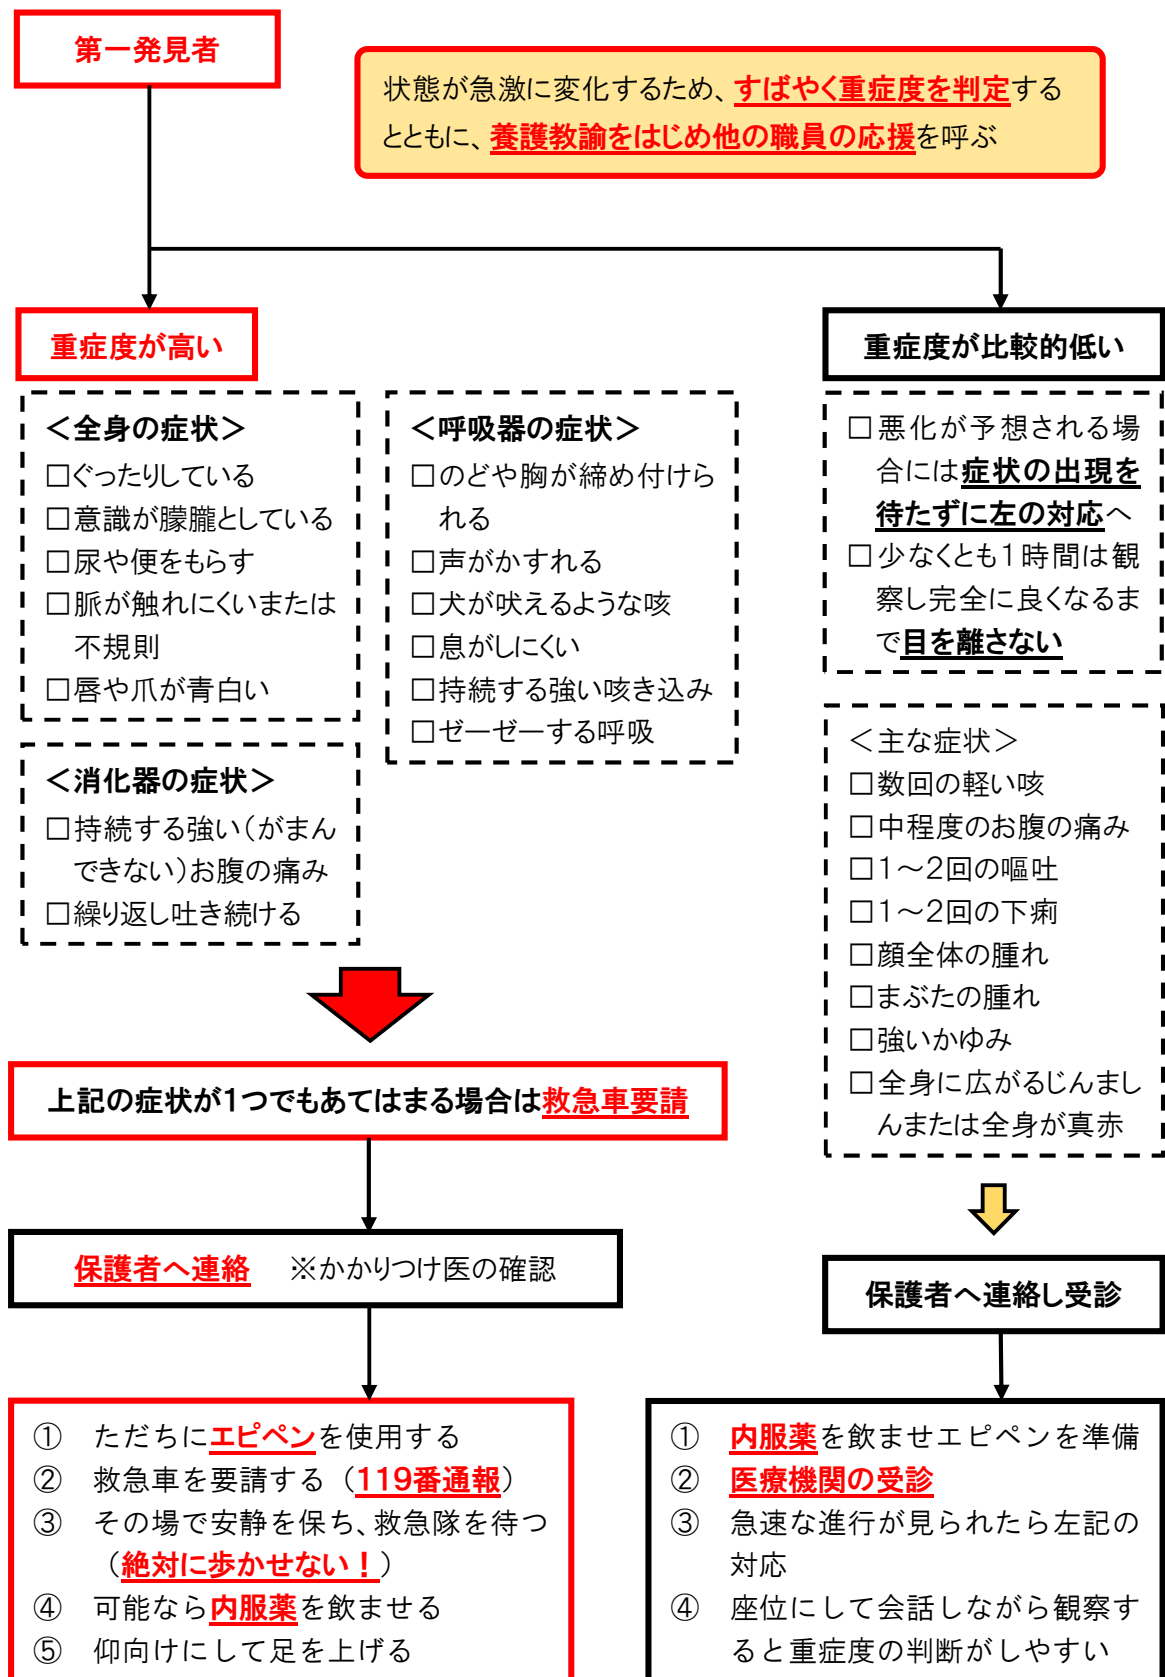 第一発見者
状態が急激に変化するため、すばやく重症度を判定する
とともに、養護教諭をはじめ他の職員の応援を呼ぶ
重症度が高い
＜全身の症状＞
□ぐったりしている
□意識が朦朧としている
□尿や便をもらす
□脈が触れにくいまたは
不規則
□唇や爪が青白い
＜呼吸器の症状＞
□のどや胸が締め付けら
れる
□声がかすれる
□犬が吠えるような咳
□息がしにくい
□持続する強い咳き込み
□ゼーゼーする呼吸
＜消化器の症状＞
□持続する強い（がまん
できない）お腹の痛み
□繰り返し吐き続ける
上記の症状が1つでもあてはまる場合は救急車要請
保護者へ連絡　※かかりつけ医の確認
①　ただちにエピペンを使用する
②　救急車を要請する（119番通報）
③　その場で安静を保ち、救急隊を待つ
（絶対に歩かせない！）
④　可能なら内服薬を飲ませる
⑤　仰向けにして足を上げる
重症度が比較的低い
□悪化が予想される場
合には症状の出現を
待たずに左の対応へ
□少なくとも1時間は観
察し完全に良くなるま
で目を離さない
＜主な症状＞
□数回の軽い咳
□中程度のお腹の痛み
□1～2回の嘔吐
□1～2回の下痢
□顔全体の腫れ
□まぶたの腫れ
□強いかゆみ
□全身に広がるじんまし
んまたは全身が真赤
保護者へ連絡し受診
①　内服薬を飲ませエピペンを準備
②　医療機関の受診
③　急速な進行が見られたら左記の
対応
④　座位にして会話しながら観察す
ると重症度の判断がしやすい